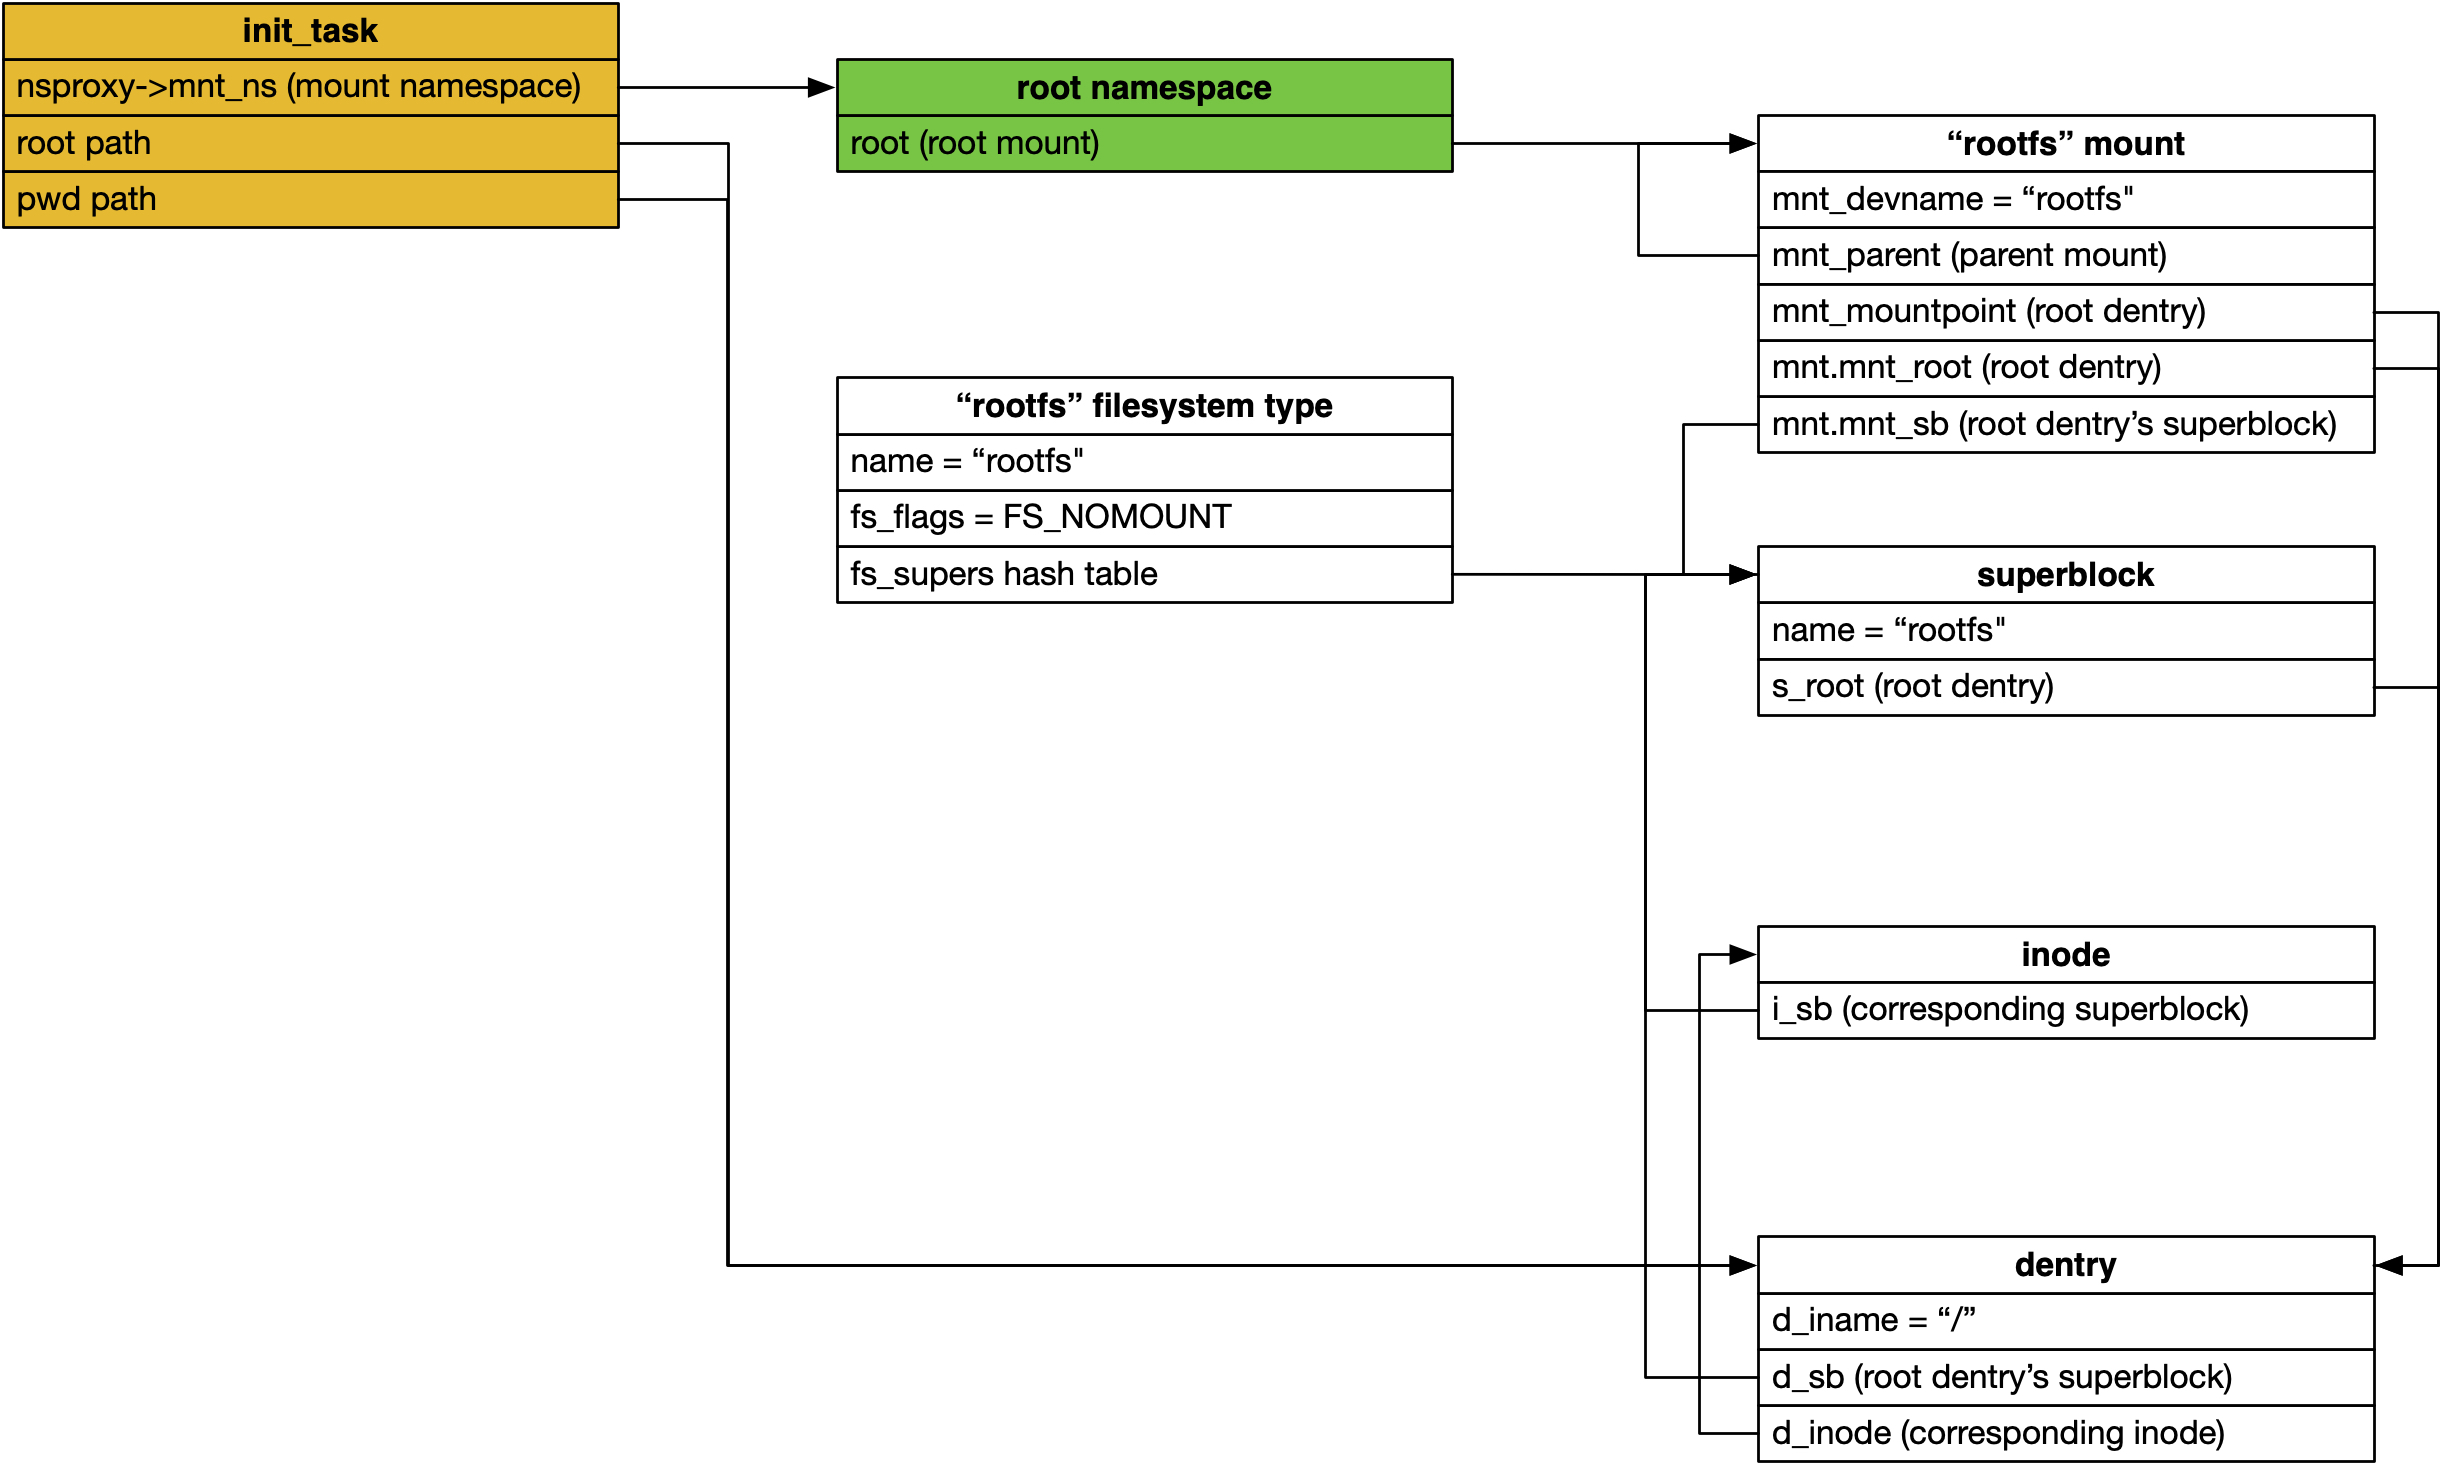 init_task
nsproxy->mnt_ns (mount namespace)
root path
pwd path
root namespace
root (root mount)
“rootfs” mount
mnt_devname = “rootfs"
mnt_parent (parent mount)
mnt_mountpoint (root dentry)
mnt.mnt_root (root dentry)
mnt.mnt_sb (root dentry’s superblock)
“rootfs” filesystem type
name = “rootfs"
fs_flags = FS_NOMOUNT
fs_supers hash table
superblock
name = “rootfs"
s_root (root dentry)
inode
i_sb (corresponding superblock)
dentry
d_iname = “/”
d_sb (root dentry’s superblock)
d_inode (corresponding inode)